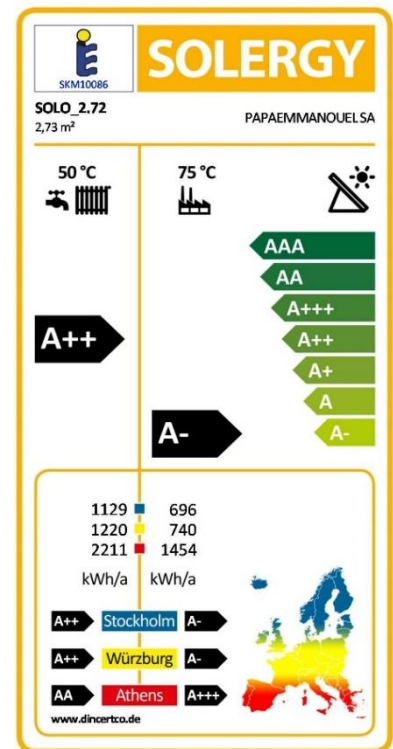 SOLERGY
SKM10086
SOLO_2.72
2,73 m²
PAPAEMMANOUEL SA
50 °C
75 °C
AAA
AA
A+++
A++
A+
A
A-
A++
A-
1129 696
1220 740
2211 1454
kWh/a kWh/a
A++ Stockholm A-
A++ Würzburg A-
AA Athens A+++
www.dincertco.de